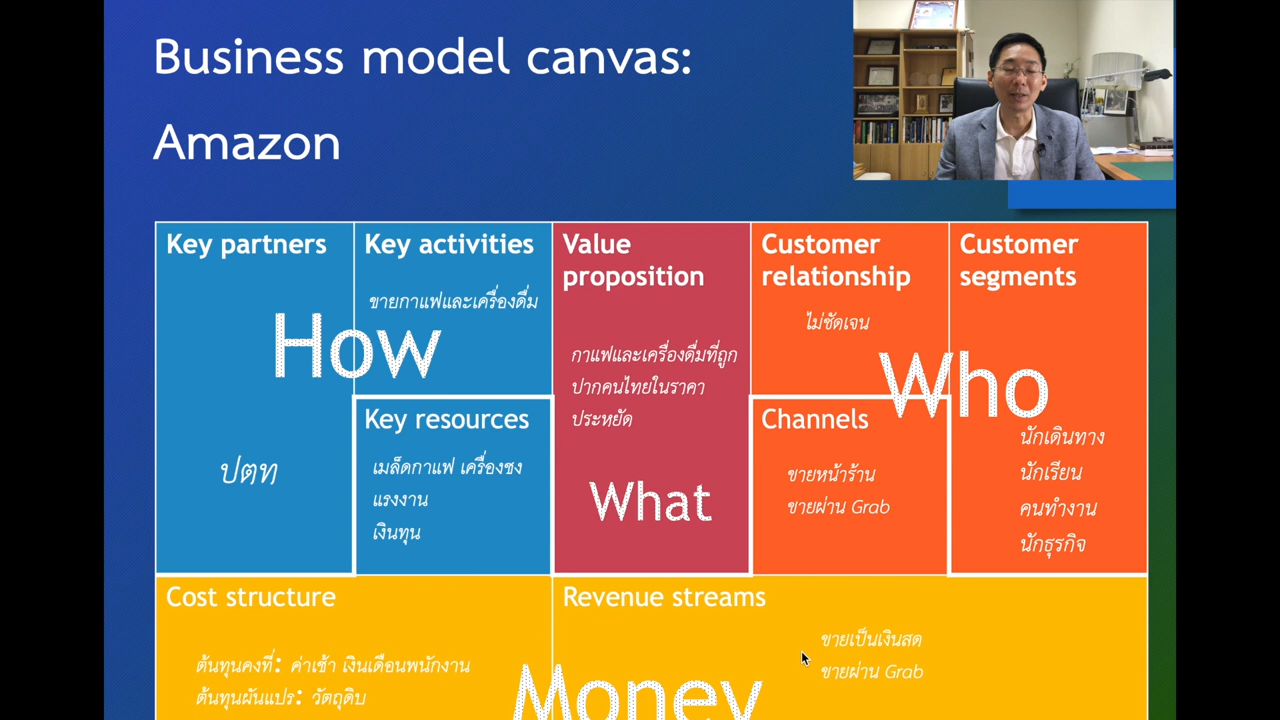 Business model canvas:
Amazon
Key partners
ปตท
Key activities
ขายกาแฟและเครื่องดื่ม
How
Key resources
เมล็ดกาแฟ เครื่องชง
แรงงาน
เงินทุน
Value
proposition
กาแฟและเครื่องดื่มที่ถูก
ปากคนไทยในราคา
ประหยัด
What
Customer
relationship
ไม่ชัดเจน
Channels
ขายหน้าร้าน
ขายผ่าน Grab
Customer
segments
Who
นักเดินทาง
นักเรียน
คนทำงาน
นักธุรกิจ
Cost structure
ต้นทุนคงที่: ค่าเช้า เงินเดือนพนักงาน
ต้นทุนผันแปร: วัตถุดิบ
Money
Revenue streams
ขายเป็นเงินสด
ขายผ่าน Grab